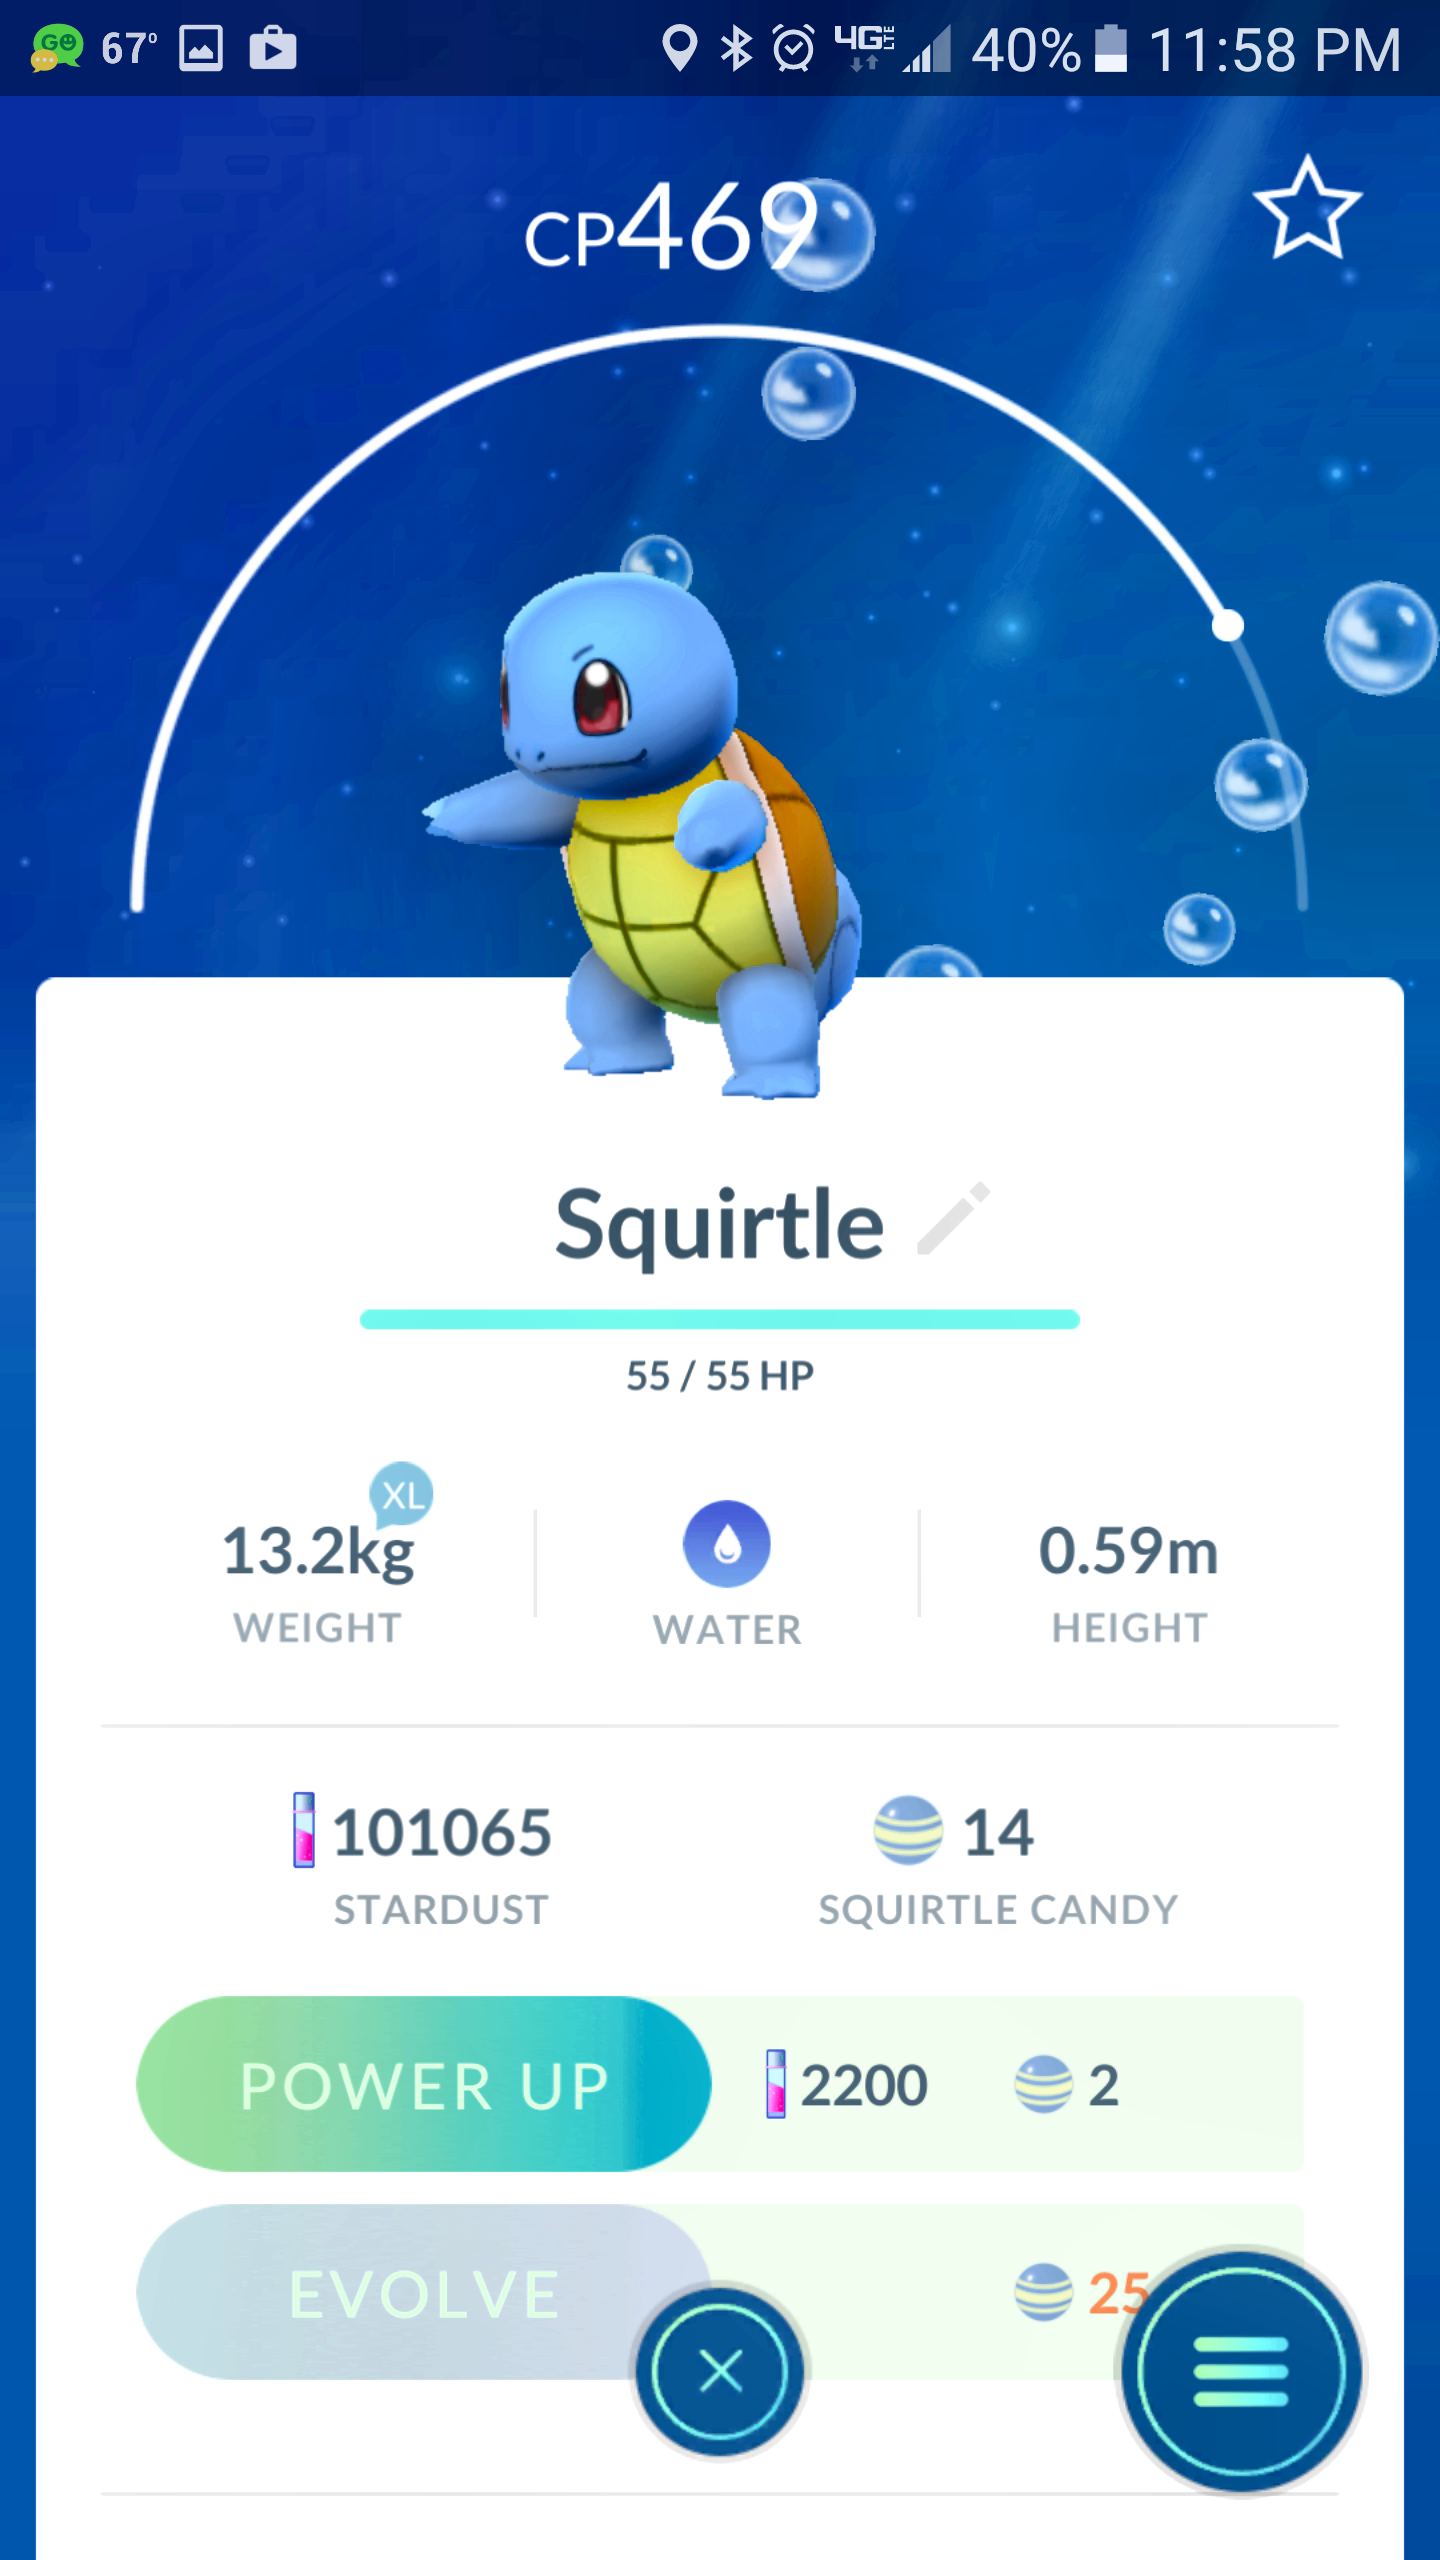 GO 67° 4G LTE 40% 11:58 PM
CP469
Squirtle
55 / 55 HP
XL
13.2kg
WEIGHT
WATER
0.59m
HEIGHT
101065
STARDUST
14
SQUIRTLE CANDY
POWER UP 2200 2
EVOLVE 25